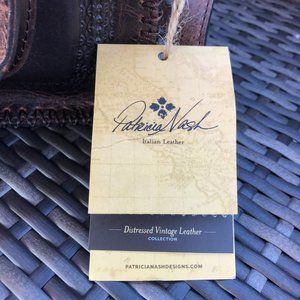 Patricia Nash
Italian Leather
Distressed Vintage Leather
COLLECTION
PATRICIANASHDESIGNS.COM